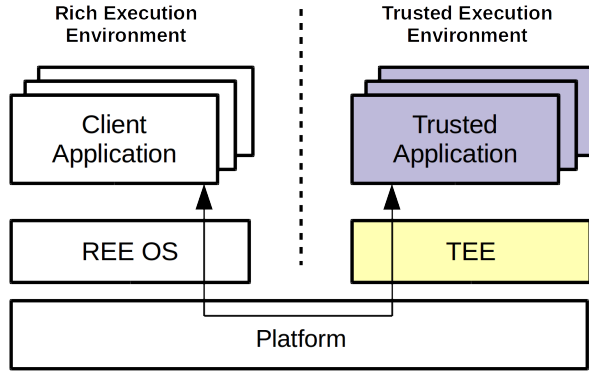 Rich Execution
Environment
Trusted Execution
Environment
Client
Application
Trusted
Application
REE OS
TEE
Platform